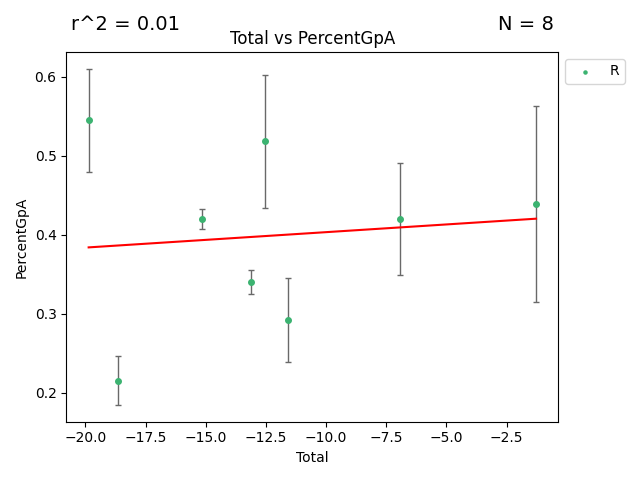 r^2 = 0.01
N = 8
Total vs PercentGpA
R
0.6
0.5
0.4
0.3
0.2
PercentGpA
−20.0 −17.5 −15.0 −12.5 −10.0 −7.5 −5.0 −2.5
Total